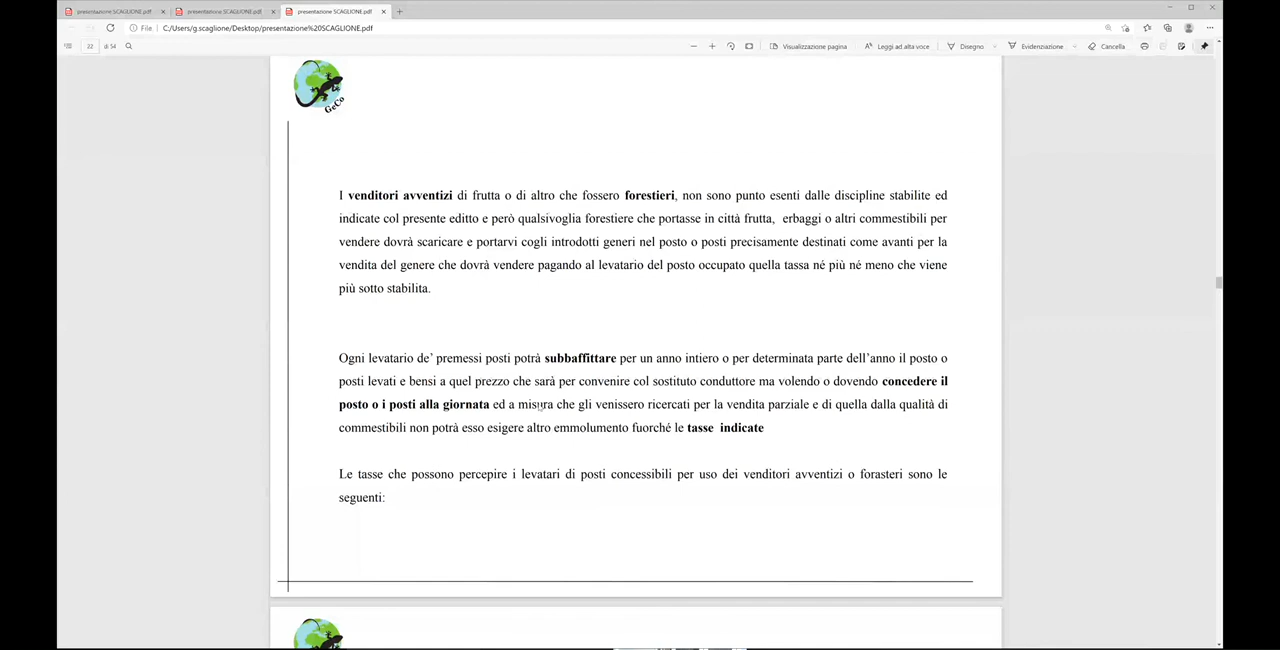 presentazione SCAGLIONE.pdf
presentazione SCAGLIONE.pdf
presentazione SCAGLIONE.pdf
File C:/Users/g.scaglione/Desktop/presentazione%20SCAGLIONE.pdf
22 di 54 Visualizzazione pagina Leggi ad alta voce Disegno Evidenziazione Cancella
GeCo
I venditori avventizi di frutta o di altro che fossero forestieri, non sono punto esenti dalle discipline stabilite ed
indicate col presente editto e però qualsivoglia forestiere che portasse in città frutta, erbaggi o altri commestibili per
vendere dovrà scaricare e portarvi cogli introdotti generi nel posto o posti precisamente destinati come avanti per la
vendita del genere che dovrà vendere pagando al levatario del posto occupato quella tassa né più né meno che viene
più sotto stabilita.
Ogni levatario de' premessi posti potrà subbaffittare per un anno intiero o per determinata parte dell'anno il posto o
posti levati e bensi a quel prezzo che sarà per convenire col sostituto conduttore ma volendo o dovendo concedere il
posto o i posti alla giornata ed a misura che gli venissero ricercati per la vendita parziale e di quella dalla qualità di
commestibili non potrà esso esigere altro emmolumento fuorché le tasse indicate
Le tasse che possono percepire i levatari di posti concessibili per uso dei venditori avventizi o forasteri sono le
seguenti: